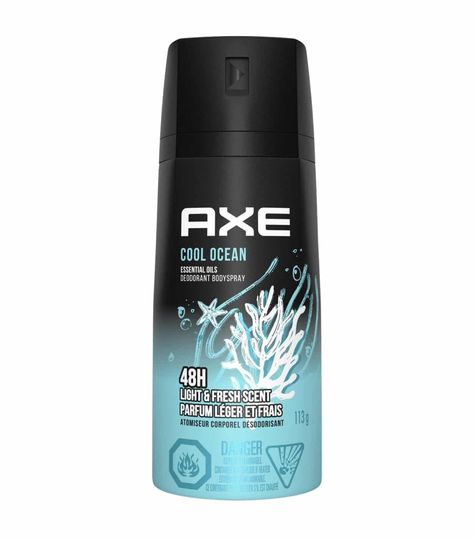 AXE
COOL OCEAN
ESSENTIAL OILS
DEODORANT BODYSPRAY
48H
LIGHT & FRESH SCENT
PARFUM LÉGER ET FRAIS
ATOMISEUR CORPOREL DÉSODORISANT
113 g
DANGER